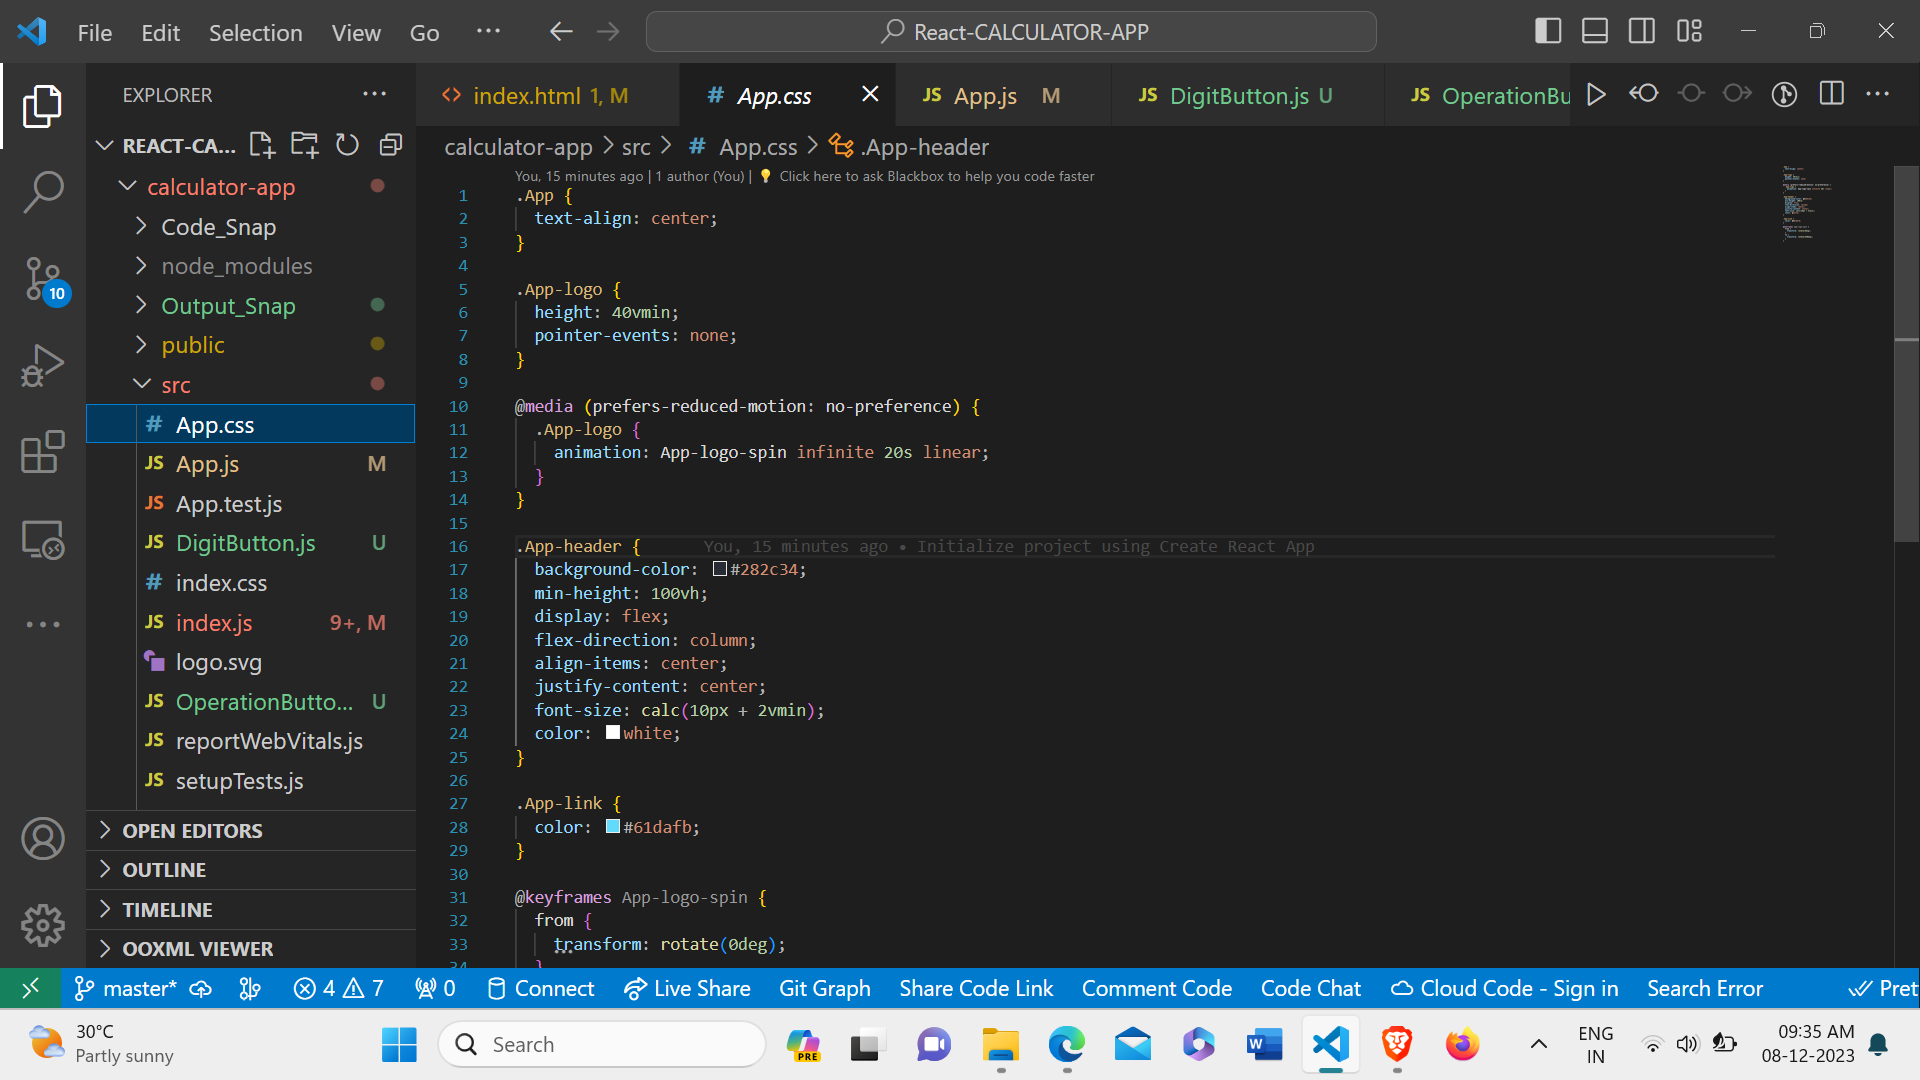 File Edit Selection View Go ··· React-CALCULATOR-APP
EXPLORER ···
<> index.html 1, M # App.css JS App.js M JS DigitButton.js U JS OperationBu ···
REACT-CA...
calculator-app > src > # App.css > .App-header
calculator-app
Code_Snap
node_modules
Output_Snap
public
src
# App.css
JS App.js M
JS App.test.js
JS DigitButton.js U
# index.css
JS index.js 9+, M
logo.svg
JS OperationButto... U
JS reportWebVitals.js
JS setupTests.js
OPEN EDITORS
OUTLINE
TIMELINE
OOXML VIEWER
10
You, 15 minutes ago | 1 author (You) | 💡 Click here to ask Blackbox to help you code faster
1 .App {
2 text-align: center;
3 }
4
5 .App-logo {
6 height: 40vmin;
7 pointer-events: none;
8 }
9
10 @media (prefers-reduced-motion: no-preference) {
11 .App-logo {
12 animation: App-logo-spin infinite 20s linear;
13 }
14 }
15
16 .App-header { You, 15 minutes ago • Initialize project using Create React App
17 background-color: #282c34;
18 min-height: 100vh;
19 display: flex;
20 flex-direction: column;
21 align-items: center;
22 justify-content: center;
23 font-size: calc(10px + 2vmin);
24 color: white;
25 }
26
27 .App-link {
28 color: #61dafb;
29 }
30
31 @keyframes App-logo-spin {
32 from {
33 transform: rotate(0deg);
34 }
master* 4 7 0 Connect Live Share Git Graph Share Code Link Comment Code Code Chat Cloud Code - Sign in Search Error Pret
30°C
Partly sunny
Search
PRE
ENG
IN
09:35 AM
08-12-2023